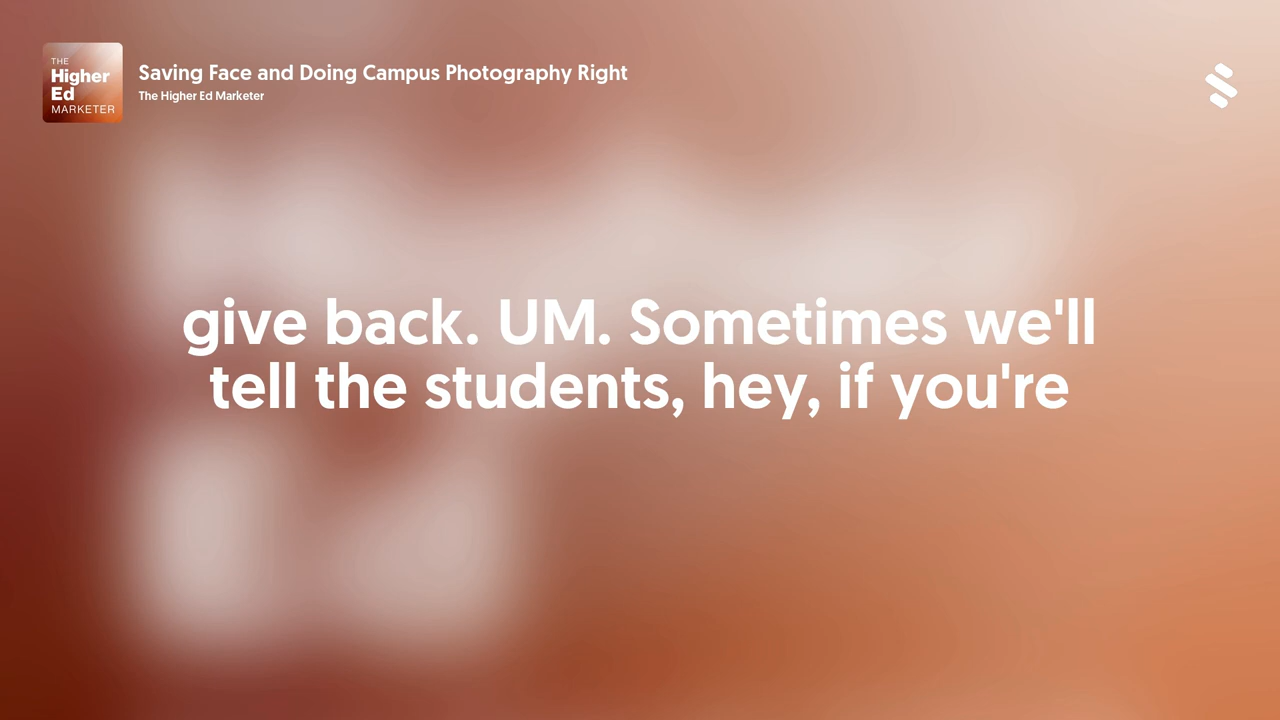 THE
Higher
Ed
MARKETER
Saving Face and Doing Campus Photography Right
The Higher Ed Marketer
give back. UM. Sometimes we'll
tell the students, hey, if you're